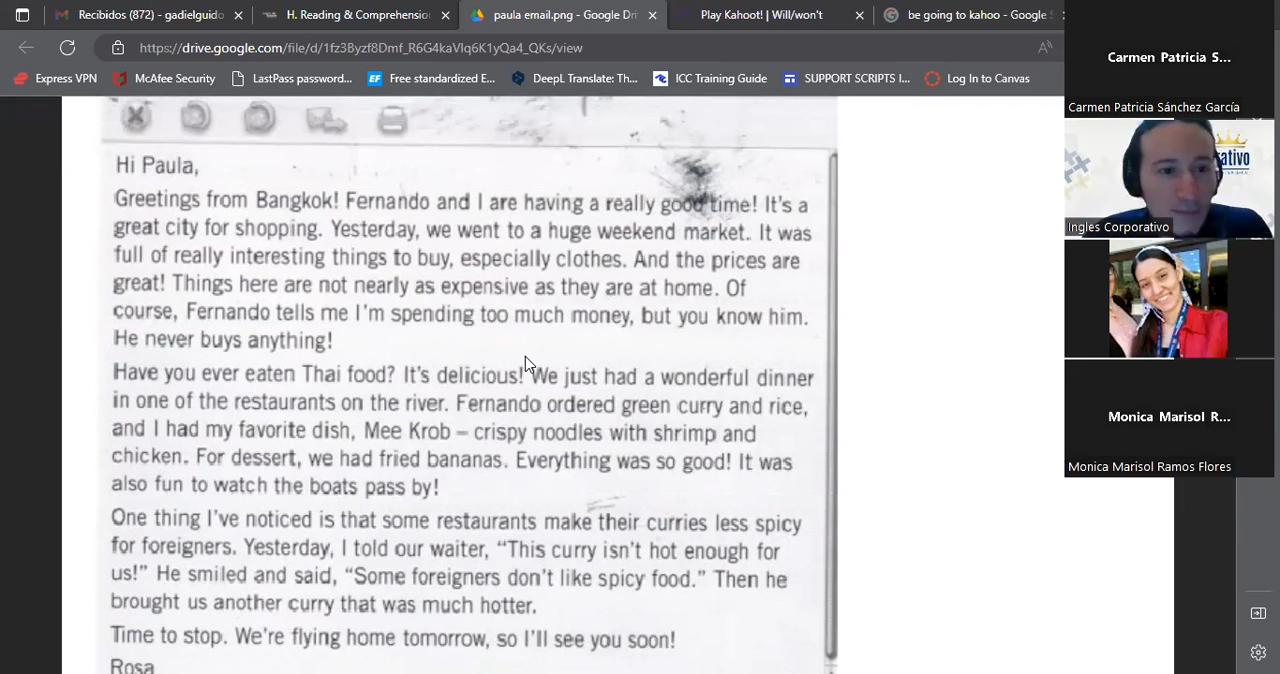 Recibidos (872) - gadielguido
H. Reading & Comprehensio
paula email.png - Google Dri
Play Kahoot! | Will/won't
be going to kahoo - Google S
https://drive.google.com/file/d/1fz3Byzf8Dmf_R6G4kaVlq6K1yQa4_QKs/view
Express VPN
McAfee Security
LastPass password...
EF Free standardized E...
DeepL Translate: Th...
ICC Training Guide
SUPPORT SCRIPTS I...
Log In to Canvas
Hi Paula,
Greetings from Bangkok! Fernando and I are having a really good time! It's a
great city for shopping. Yesterday, we went to a huge weekend market. It was
full of really interesting things to buy, especially clothes. And the prices are
great! Things here are not nearly as expensive as they are at home. Of
course, Fernando tells me I'm spending too much money, but you know him.
He never buys anything!
Have you ever eaten Thai food? It's delicious! We just had a wonderful dinner
in one of the restaurants on the river. Fernando ordered green curry and rice,
and I had my favorite dish, Mee Krob – crispy noodles with shrimp and
chicken. For dessert, we had fried bananas. Everything was so good! It was
also fun to watch the boats pass by!
One thing I've noticed is that some restaurants make their curries less spicy
for foreigners. Yesterday, I told our waiter, "This curry isn't hot enough for
us!" He smiled and said, "Some foreigners don't like spicy food." Then he
brought us another curry that was much hotter.
Time to stop. We're flying home tomorrow, so I'll see you soon!
Rosa
Carmen Patricia S...
Carmen Patricia Sánchez García
ativo
Ingles Corporativo
Monica Marisol R...
Monica Marisol Ramos Flores